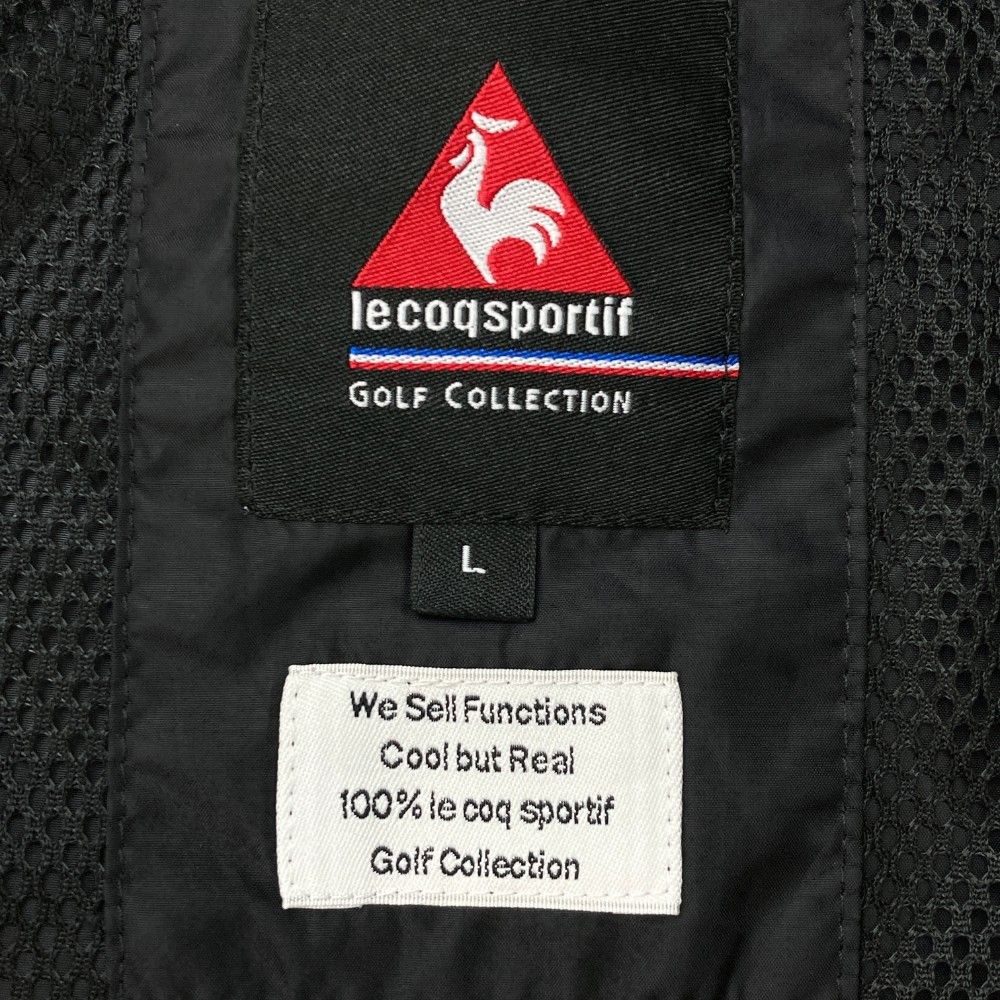 lecoqsportif
GOLF COLLECTION
L
We Sell Functions
Cool but Real
100% le coq sportif
Golf Collection